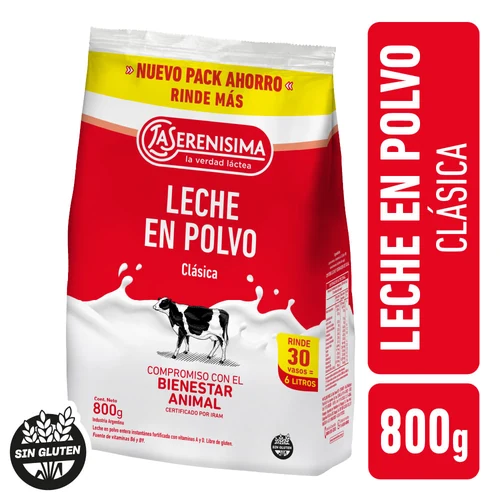 » NUEVO PACK AHORRO »
RINDE MÁS
LASERENISIMA
la verdad láctea
LECHE
EN POLVO
Clásica
RINDE
30
vasos =
6 LITROS
COMPROMISO CON EL
BIENESTAR
ANIMAL
CERTIFICADO POR IRAM
Cont. Neto
800g
Industria Argentina
Leche en polvo entera instantánea fortificada con vitaminas A y D. Libre de gluten.
Fuente de vitaminas B6 y B9.
SIN GLUTEN
LECHE EN POLVO
CLÁSICA
800g